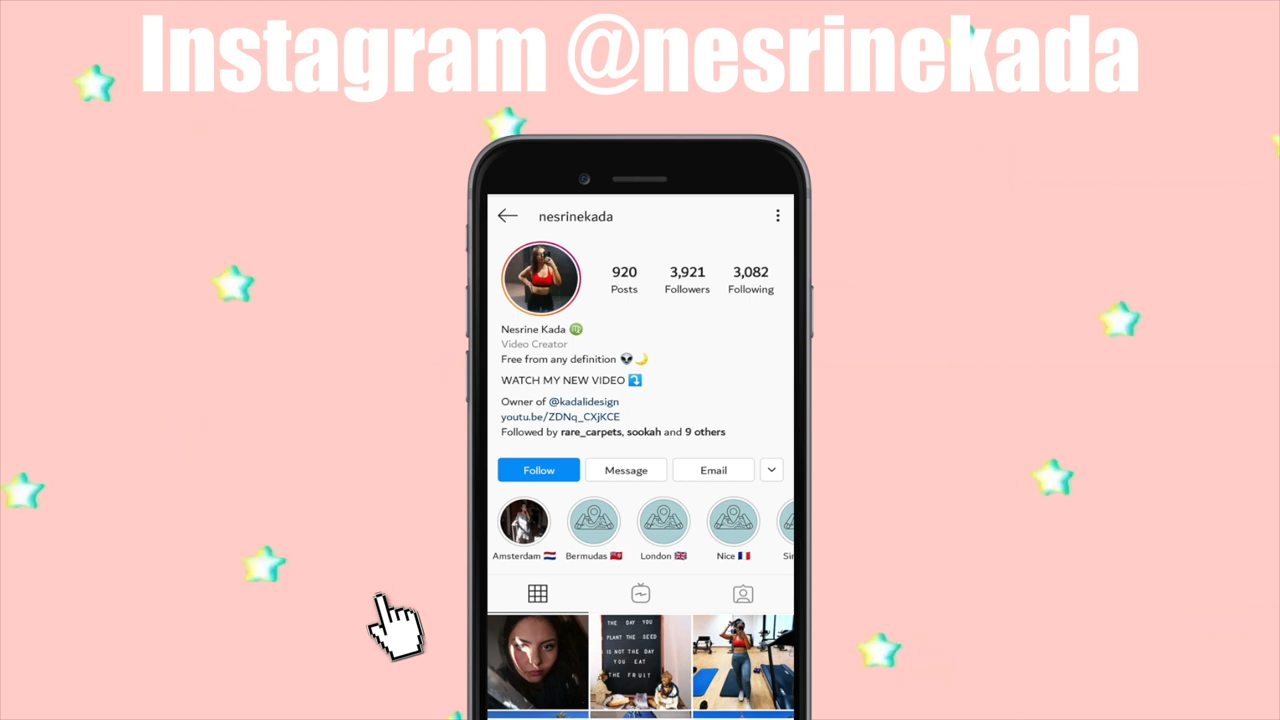 Instagram @nesrinekada
nesrinekada
920 3,921 3,082
Posts Followers Following
Nesrine Kada
Video Creator
Free from any definition
WATCH MY NEW VIDEO
Owner of @kadalidesign
youtu.be/ZDNq_CXjKCE
Followed by rare_carpets, sookah and 9 others
Follow Message Email
Amsterdam Bermudas London Nice
THE DAY YOU
PLANT THE SEED
IS NOT THE DAY
YOU EAT
THE FRUIT